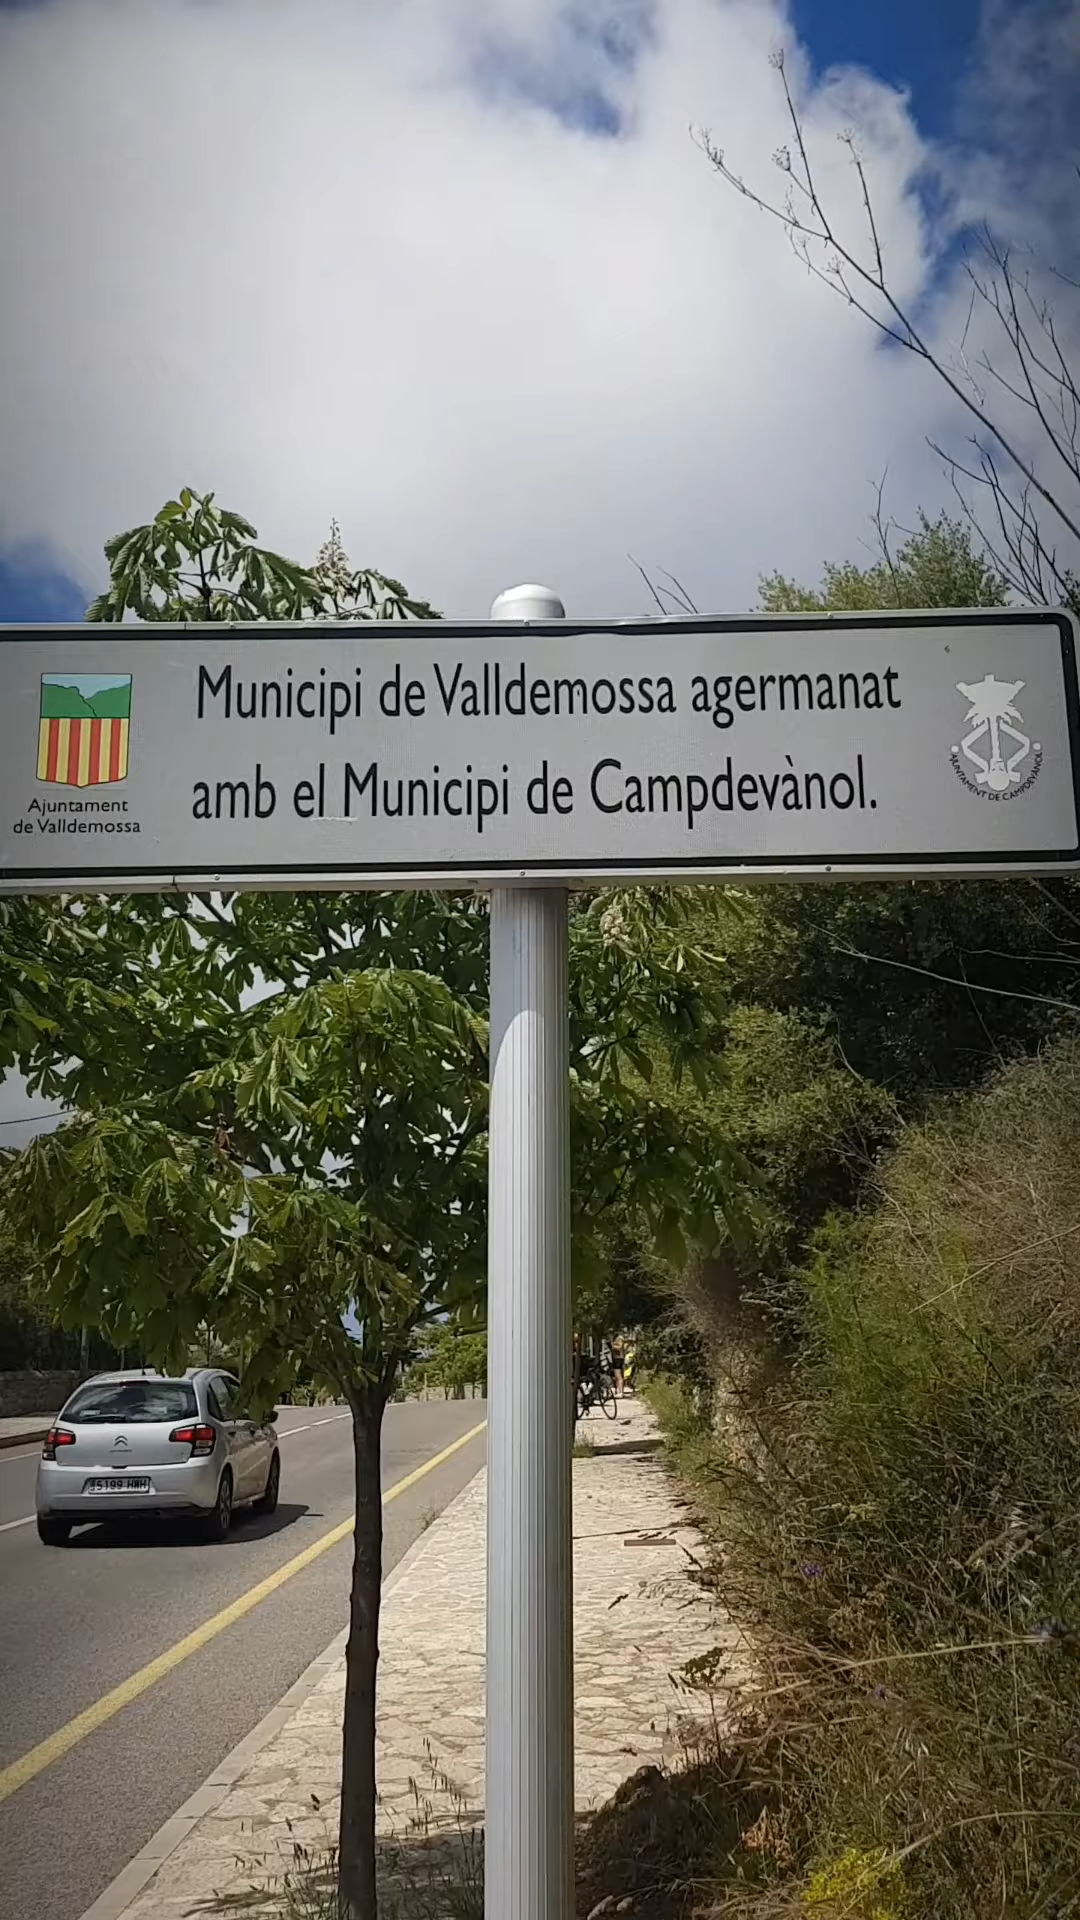 Municipi de Valldemossa agermanat
amb el Municipi de Campdevànol.
Ajuntament
de Valldemossa
AJUNTAMENT DE CAMPDEVÀNOL
5199 HWH